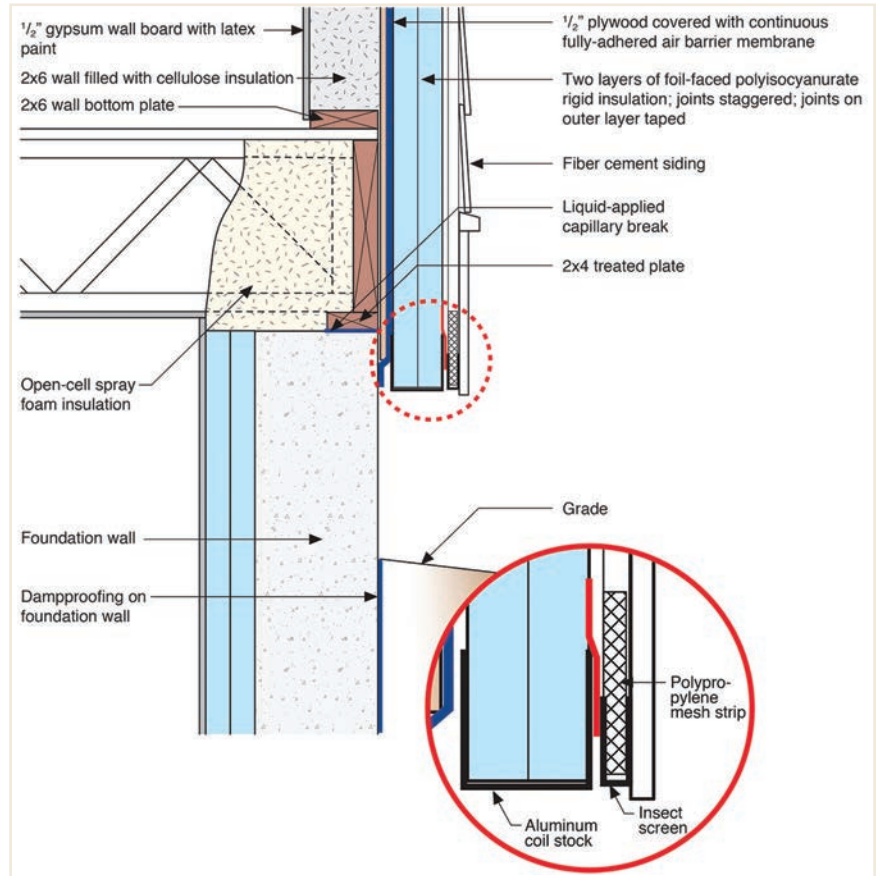 ½" gypsum wall board with latex
paint
2x6 wall filled with cellulose insulation
2x6 wall bottom plate
½" plywood covered with continuous
fully-adhered air barrier membrane
Two layers of foil-faced polyisocyanurate
rigid insulation; joints staggered; joints on
outer layer taped
Fiber cement siding
Liquid-applied
capillary break
2x4 treated plate
Open-cell spray
foam insulation
Foundation wall
Dampproofing on
foundation wall
Grade
Polypro-
pylene
mesh strip
Insect
screen
Aluminum
coil stock